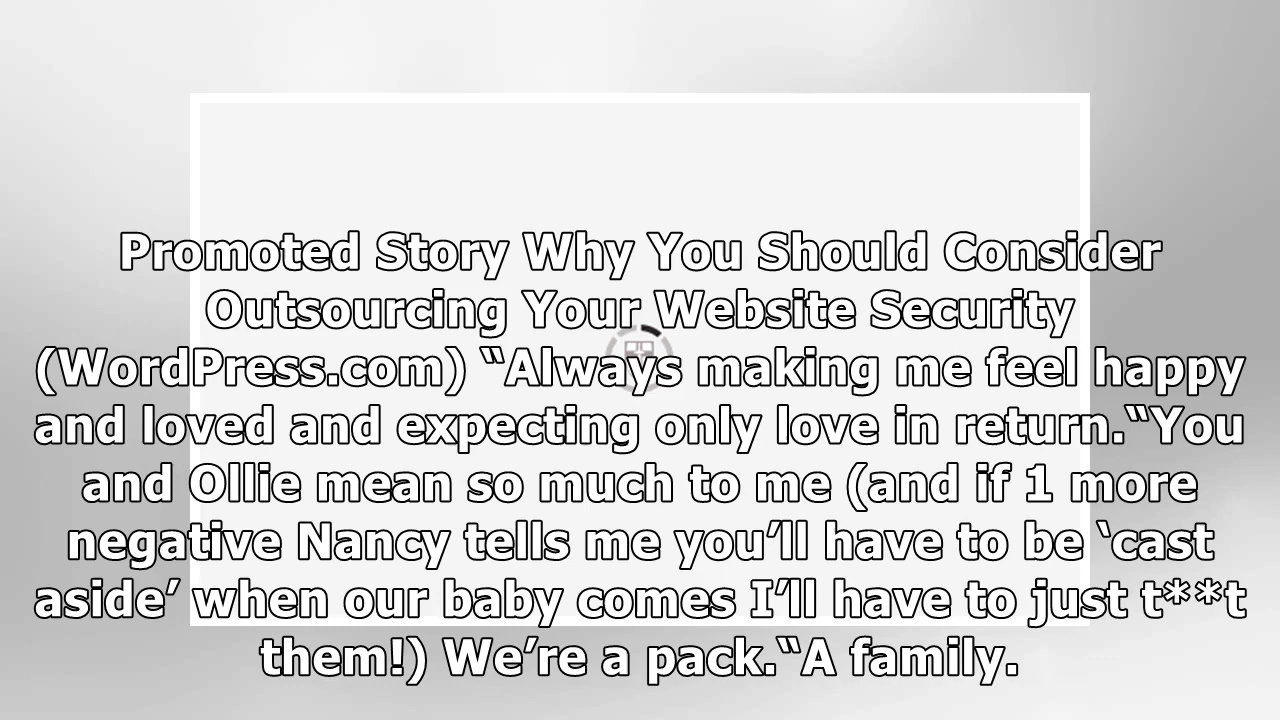 Promoted Story Why You Should Consider
Outsourcing Your Website Security
(WordPress.com) “Always making me feel happy
and loved and expecting only love in return.“You
and Ollie mean so much to me (and if 1 more
negative Nancy tells me you’ll have to be ‘cast
aside’ when our baby comes I’ll have to just t**t
them!) We’re a pack.“A family.